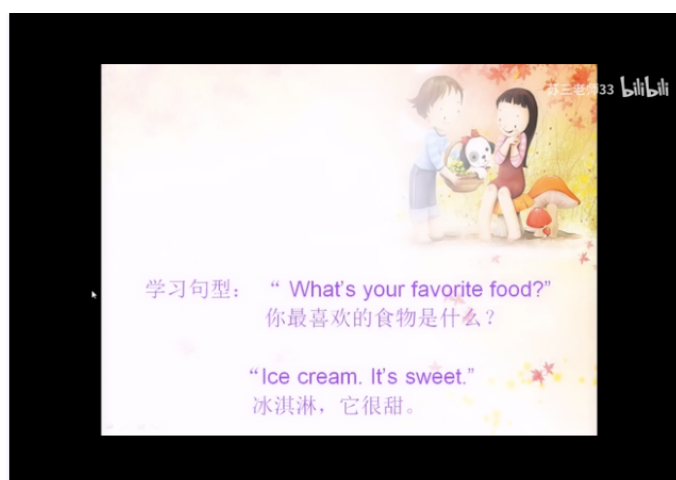 33 bilibili
学习句型： “ What's your favorite food?”
你最喜欢的食物是什么？
“Ice cream. It's sweet.”
冰淇淋，它很甜。